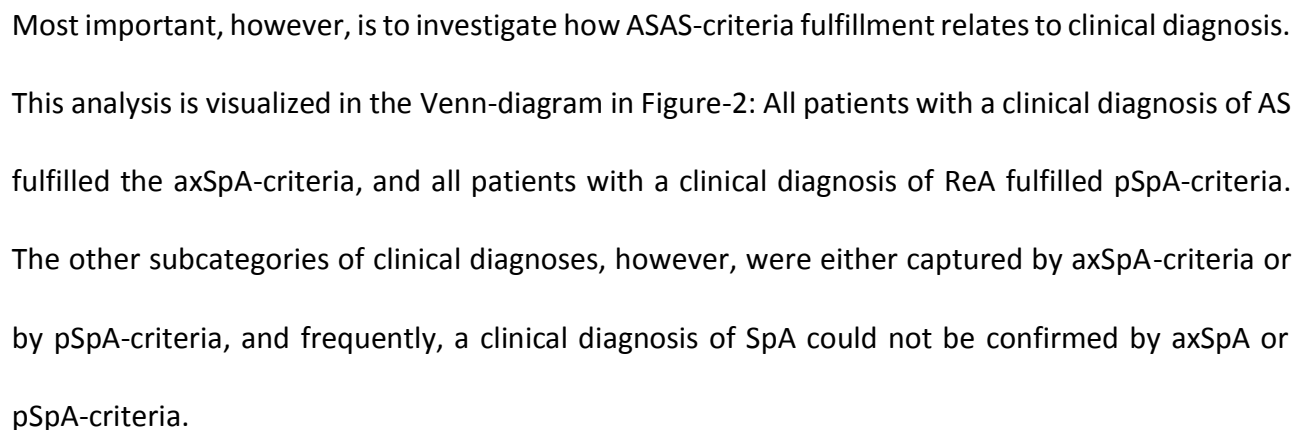 Most important, however, is to investigate how ASAS-criteria fulfillment relates to clinical diagnosis.
This analysis is visualized in the Venn-diagram in Figure-2: All patients with a clinical diagnosis of AS
fulfilled the axSpA-criteria, and all patients with a clinical diagnosis of ReA fulfilled pSpA-criteria.
The other subcategories of clinical diagnoses, however, were either captured by axSpA-criteria or
by pSpA-criteria, and frequently, a clinical diagnosis of SpA could not be confirmed by axSpA or
pSpA-criteria.